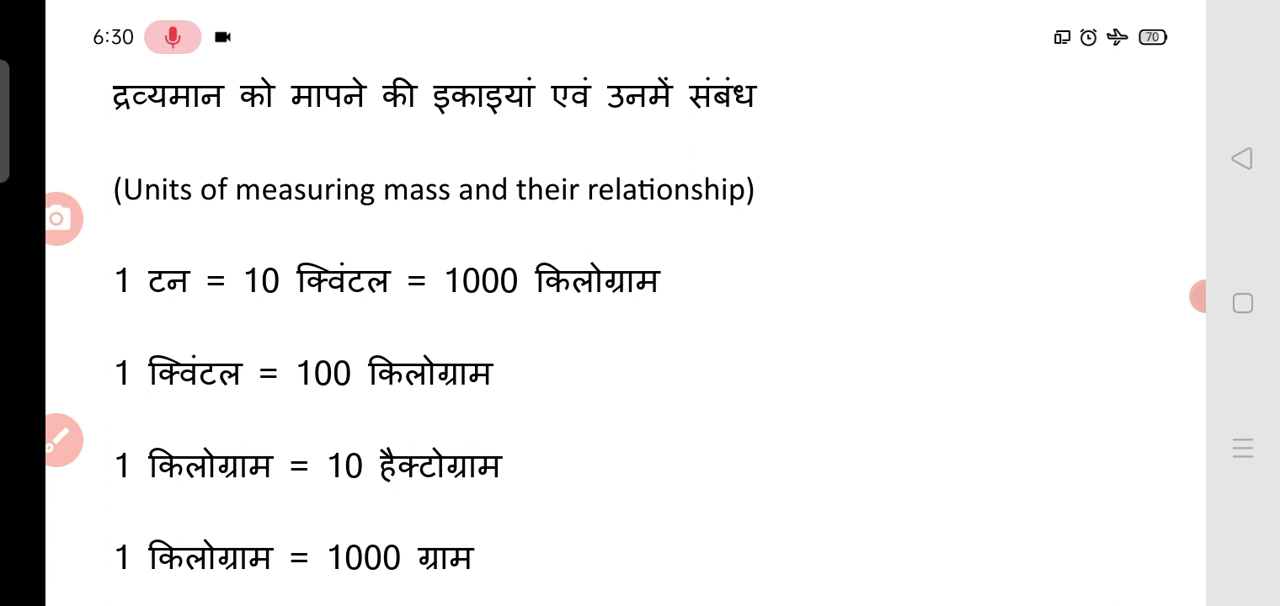 6:30
70
द्रव्यमान को मापने की इकाइयां एवं उनमें संबंध
(Units of measuring mass and their relationship)
1 टन = 10 क्विंटल = 1000 किलोग्राम
1 क्विंटल = 100 किलोग्राम
1 किलोग्राम = 10 हैक्टोग्राम
1 किलोग्राम = 1000 ग्राम